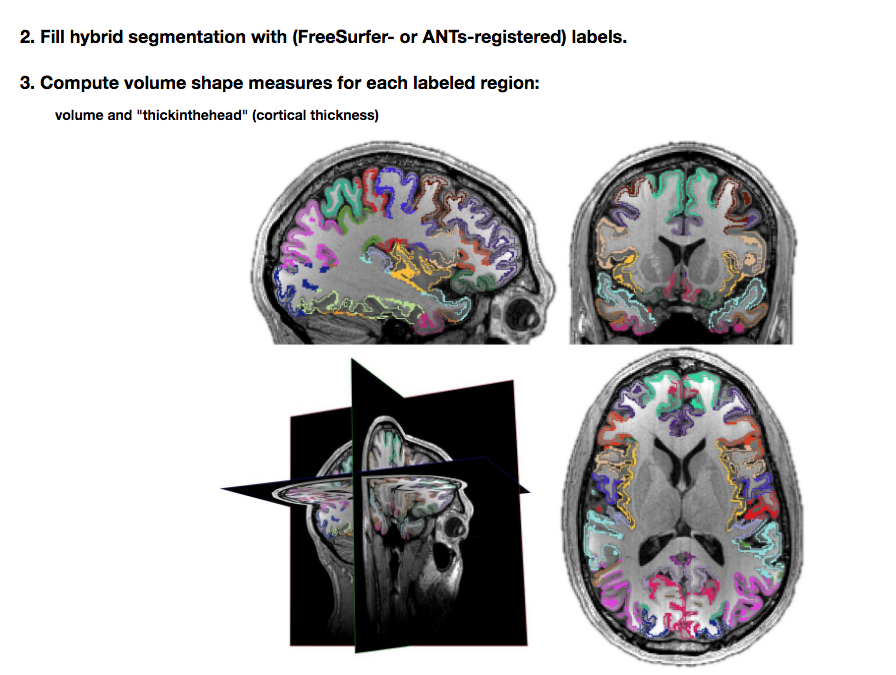 2. Fill hybrid segmentation with (FreeSurfer- or ANTs-registered) labels.
3. Compute volume shape measures for each labeled region:
volume and "thickinthehead" (cortical thickness)